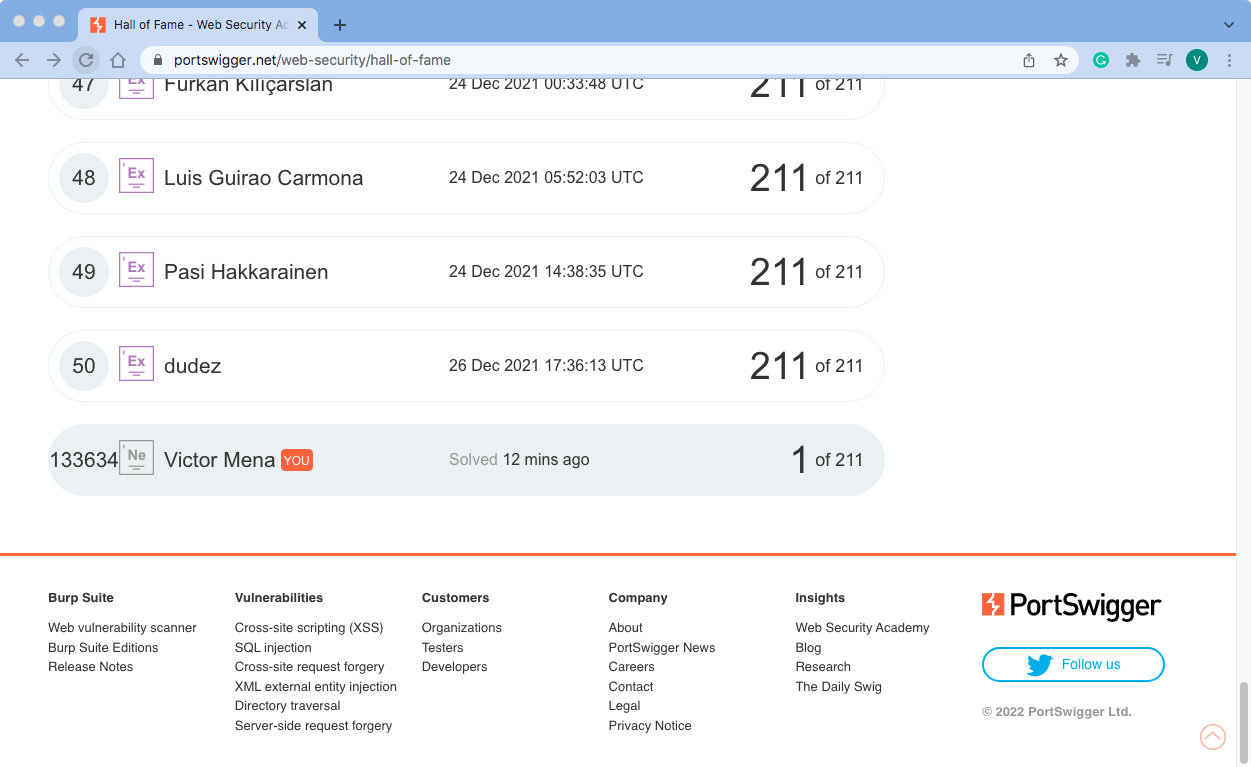 Hall of Fame - Web Security Ac
portswigger.net/web-security/hall-of-fame
V
47 Ex Furkan Kılıçarslan 24 Dec 2021 00:33:48 UTC 211 of 211
48 Ex Luis Guirao Carmona 24 Dec 2021 05:52:03 UTC 211 of 211
49 Ex Pasi Hakkarainen 24 Dec 2021 14:38:35 UTC 211 of 211
50 Ex dudez 26 Dec 2021 17:36:13 UTC 211 of 211
133634 Ne Victor Mena YOU Solved 12 mins ago 1 of 211
Burp Suite
Web vulnerability scanner
Burp Suite Editions
Release Notes
Vulnerabilities
Cross-site scripting (XSS)
SQL injection
Cross-site request forgery
XML external entity injection
Directory traversal
Server-side request forgery
Customers
Organizations
Testers
Developers
Company
About
PortSwigger News
Careers
Contact
Legal
Privacy Notice
Insights
Web Security Academy
Blog
Research
The Daily Swig
PortSwigger
Follow us
© 2022 PortSwigger Ltd.